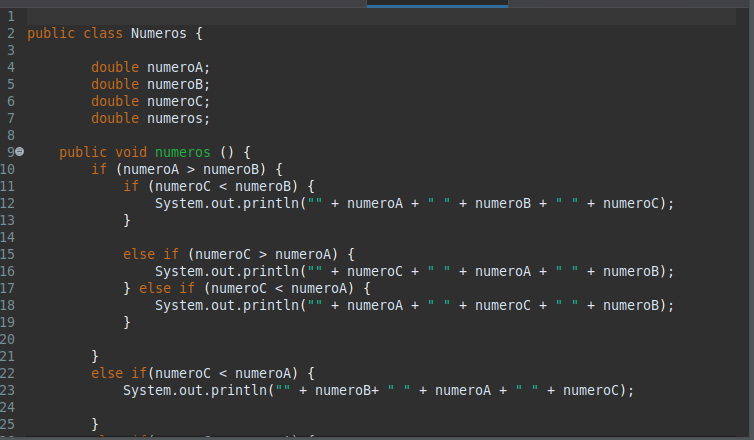 1
2 public class Numeros {
3
4 double numeroA;
5 double numeroB;
6 double numeroC;
7 double numeros;
8
9 public void numeros () {
10 if (numeroA > numeroB) {
11 if (numeroC < numeroB) {
12 System.out.println("" + numeroA + " " + numeroB + " " + numeroC);
13 }
14
15 else if (numeroC > numeroA) {
16 System.out.println("" + numeroC + " " + numeroA + " " + numeroB);
17 } else if (numeroC < numeroA) {
18 System.out.println("" + numeroA + " " + numeroC + " " + numeroB);
19 }
20
21 }
22 else if(numeroC < numeroA) {
23 System.out.println("" + numeroB+ " " + numeroA + " " + numeroC);
24
25 }